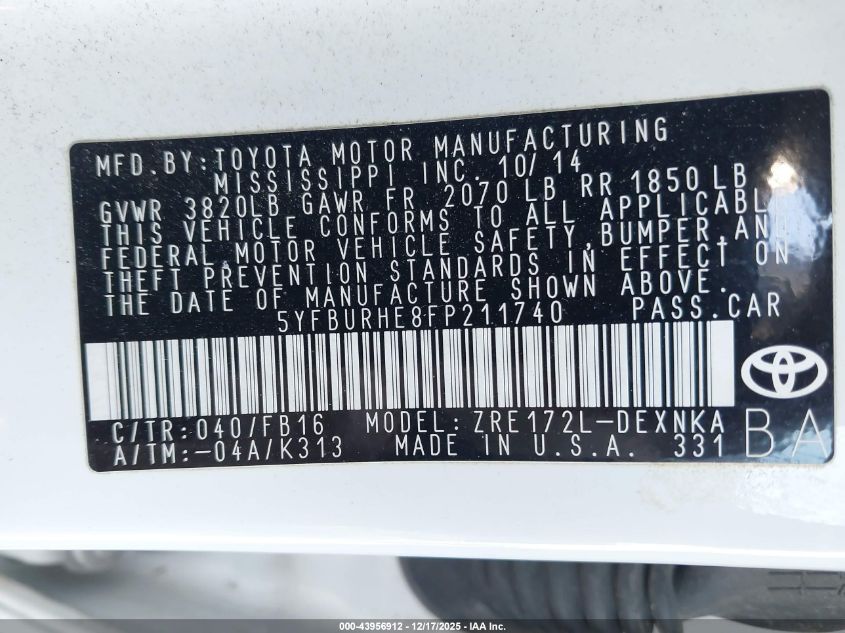 MFD.BY:TOYOTA MOTOR MANUFACTURING
MISSISSIPPI INC. 10/14
GVWR 3820LB GAWR FR 2070 LB RR 1850 LB
THIS VEHICLE CONFORMS TO ALL APPLICABLE
FEDERAL MOTOR VEHICLE SAFETY,BUMPER,AND
THEFT PREVENTION STANDARDS IN EFFECT ON
THE DATE OF MANUFACTURE SHOWN ABOVE.
5YFBURHE8FP211740 PASS.CAR
C/TR:040/FB16 MODEL:ZRE172L-DEXNKA
A/TM:-04A/K313 MADE IN U.S.A. 331
BA
000-43956912 | 12/17/2025 | IAA Inc.